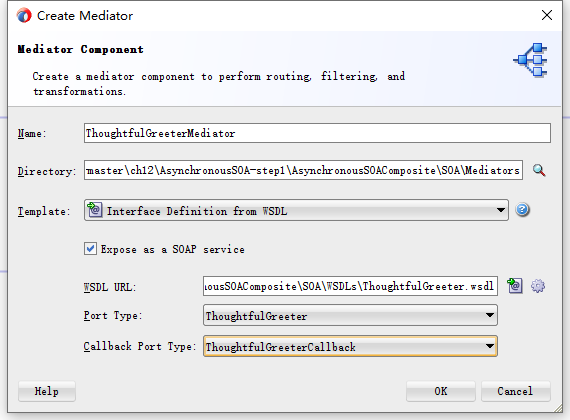 Create Mediator
Mediator Component
Create a mediator component to perform routing, filtering, and
transformations.
Name: ThoughtfulGreeterMediator
Directory: master\ch12\AsynchronousSOA-step1\AsynchronousSOAComposite\SOA\Mediators
Template: Interface Definition from WSDL
Expose as a SOAP service
WSDL URL: nousSOAComposite\SOA\WSDLs\ThoughtfulGreeter.wsdl
Port Type: ThoughtfulGreeter
Callback Port Type: ThoughtfulGreeterCallback
Help OK Cancel